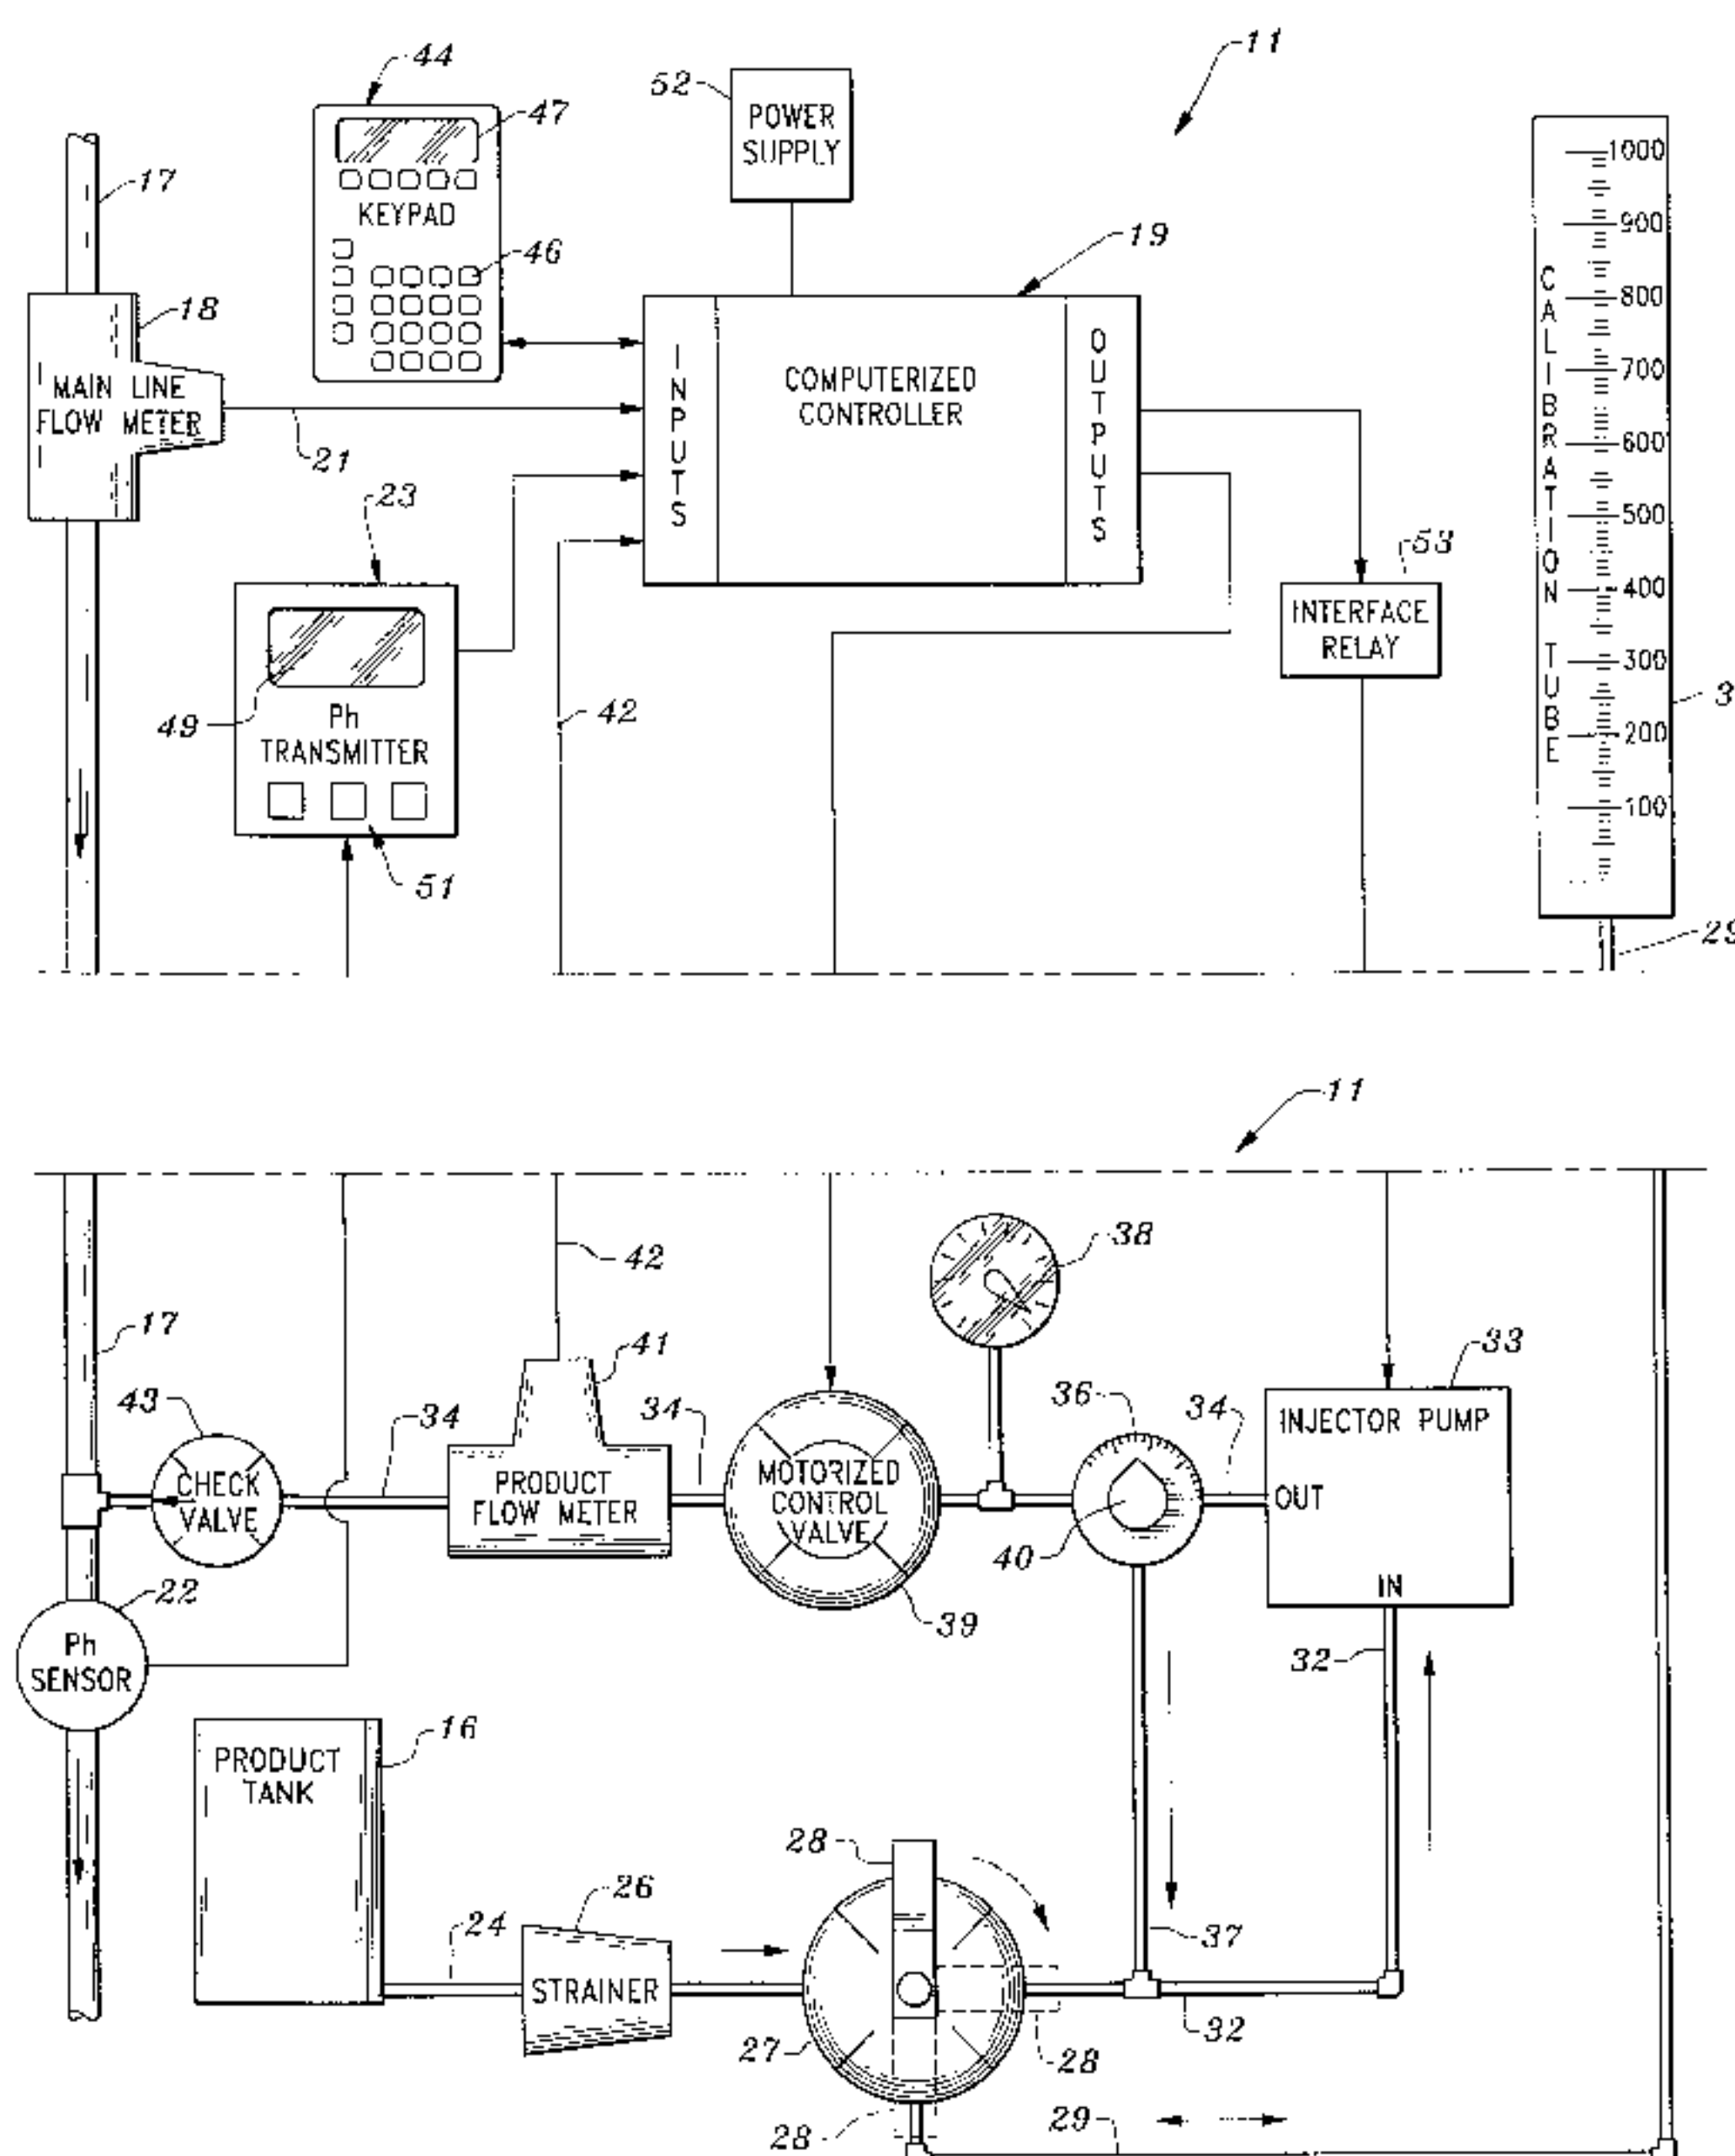 44
11
52
POWER
SUPPLY
47
1000
17
KEYPAD
900
46
19
18
800
CALIBRATION TUBE
MAIN LINE
FLOW METER
INPUTS
COMPUTERIZED
CONTROLLER
OUTPUTS
700
600
21
23
500
53
400
INTERFACE
RELAY
300
49
Ph
TRANSMITTER
42
3
200
100
51
29
11
38
42
17
41
33
43
34
34
36
34
INJECTOR PUMP
CHECK
VALVE
PRODUCT
FLOW METER
MOTORIZED
CONTROL
VALVE
OUT
40
IN
22
39
Ph
SENSOR
32
16
PRODUCT
TANK
28
26
24
37
STRAINER
32
27
28
28
29